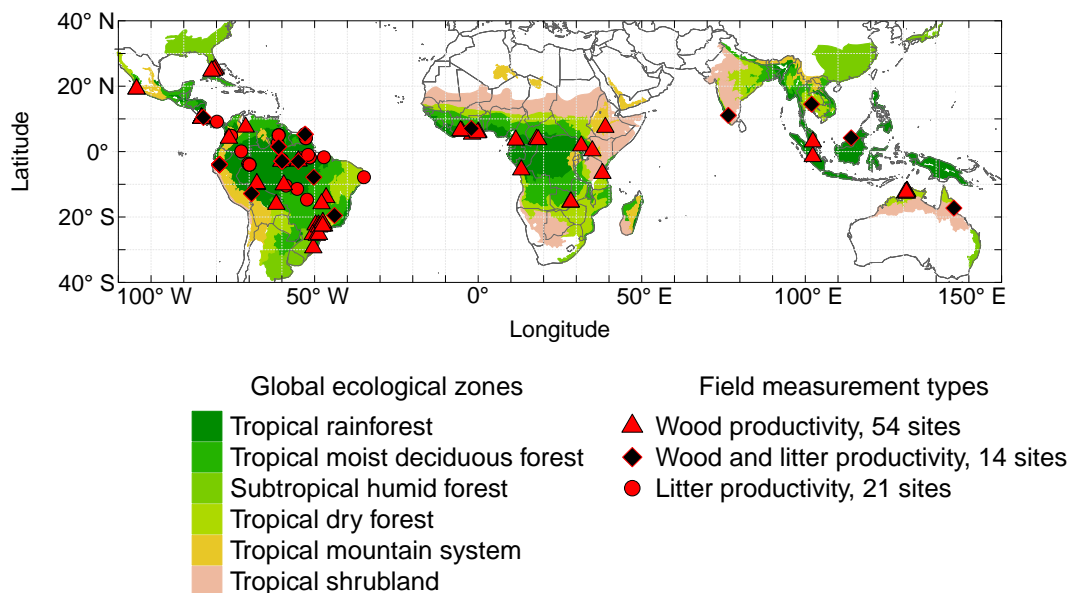 40° N
20° N
0°
20° S
40° S
Latitude
100° W
50° W
0°
50° E
100° E
150° E
Longitude
Global ecological zones
Tropical rainforest
Tropical moist deciduous forest
Subtropical humid forest
Tropical dry forest
Tropical mountain system
Tropical shrubland
Field measurement types
Wood productivity, 54 sites
Wood and litter productivity, 14 sites
Litter productivity, 21 sites